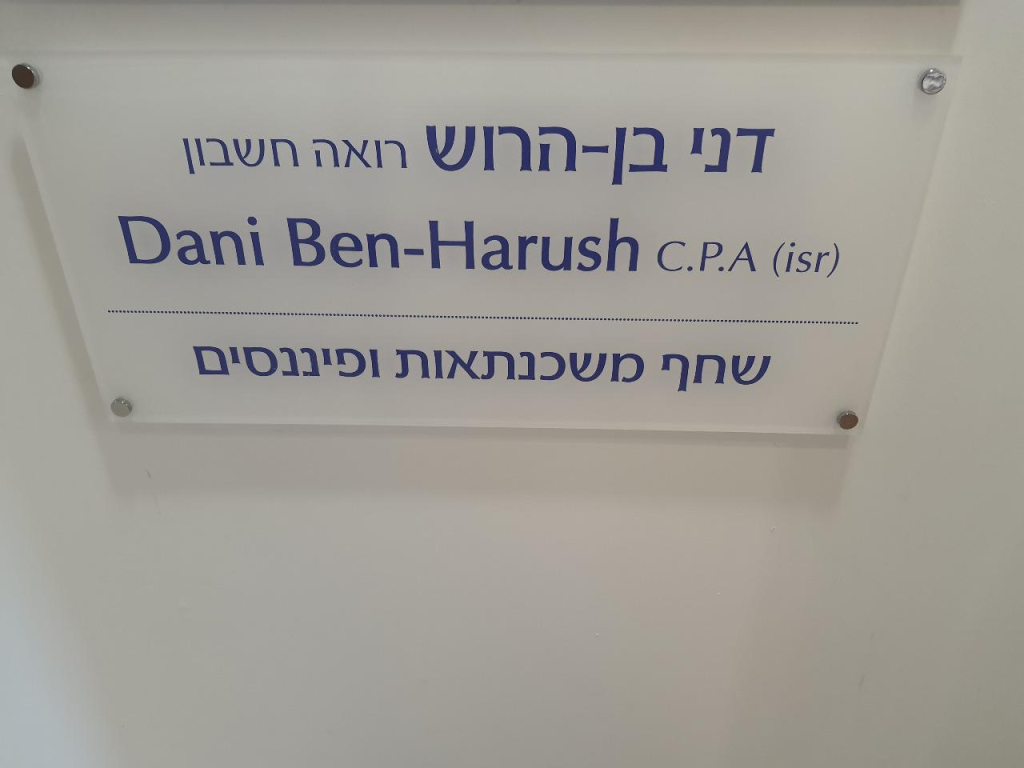 דני בן-הרוש רואה חשבון
Dani Ben-Harush C.P.A (isr)
שחף משכנתאות ופיננסים